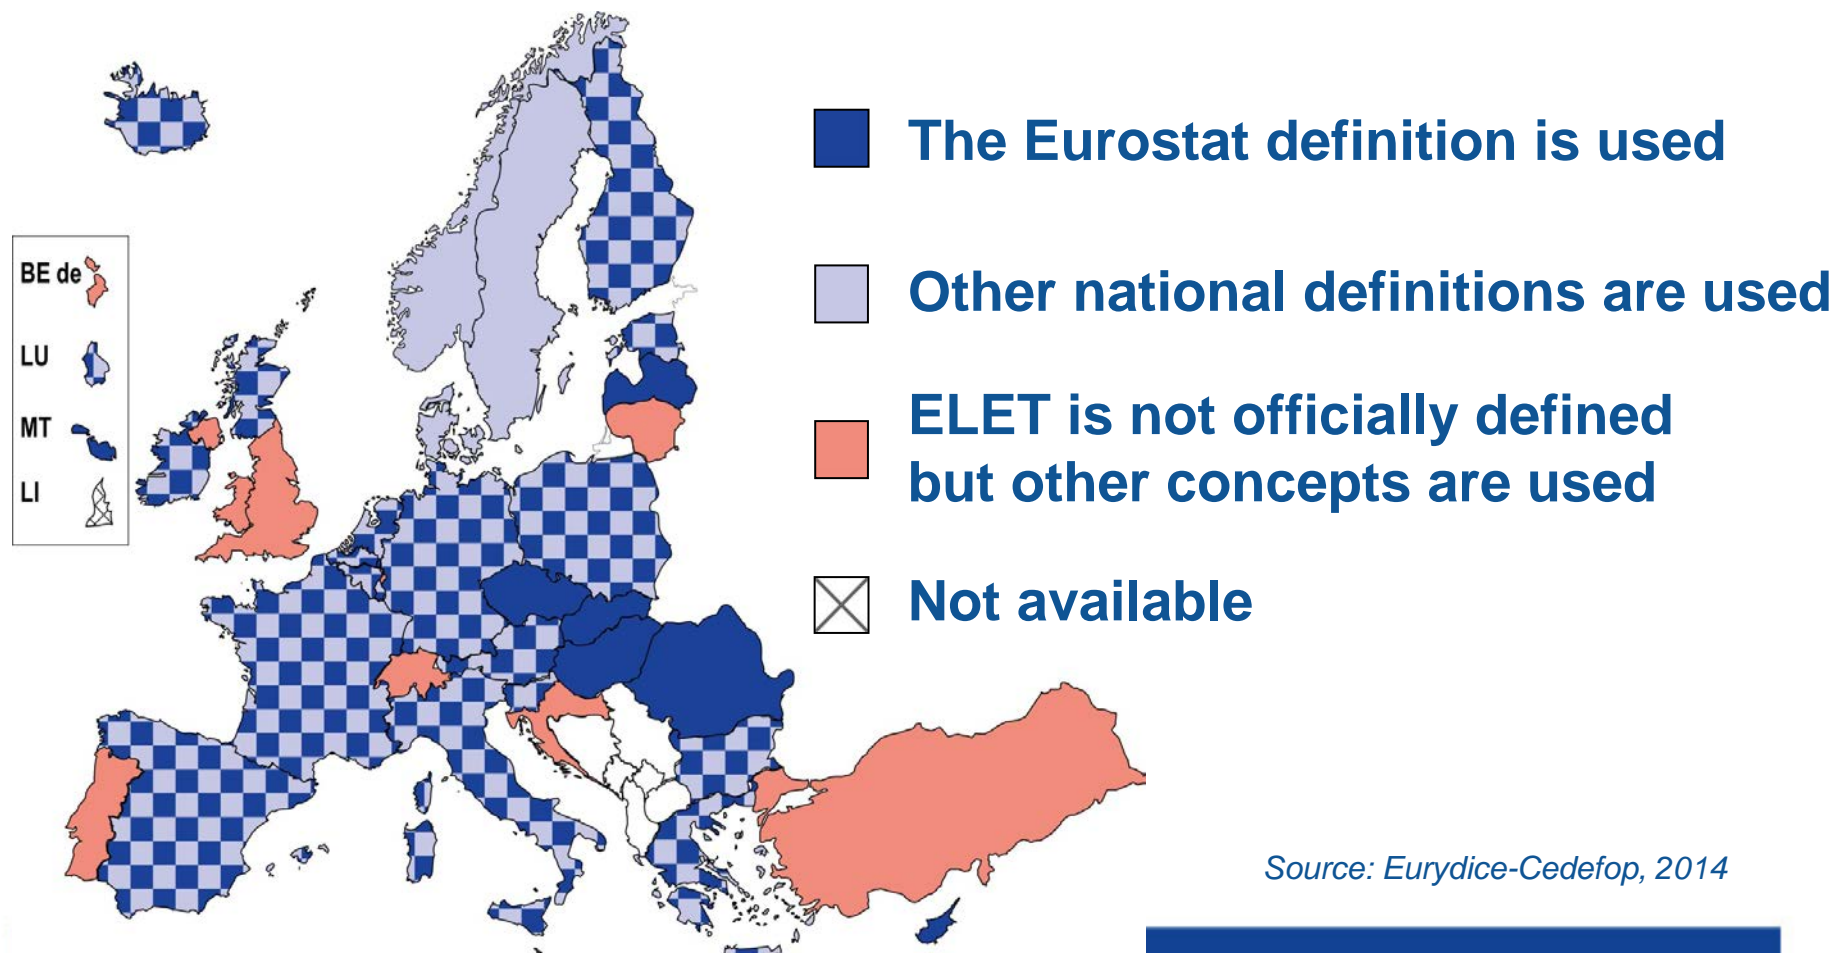 The Eurostat definition is used
Other national definitions are used
ELET is not officially defined
but other concepts are used
Not available
BE de
LU
MT
LI
Source: Eurydice-Cedefop, 2014